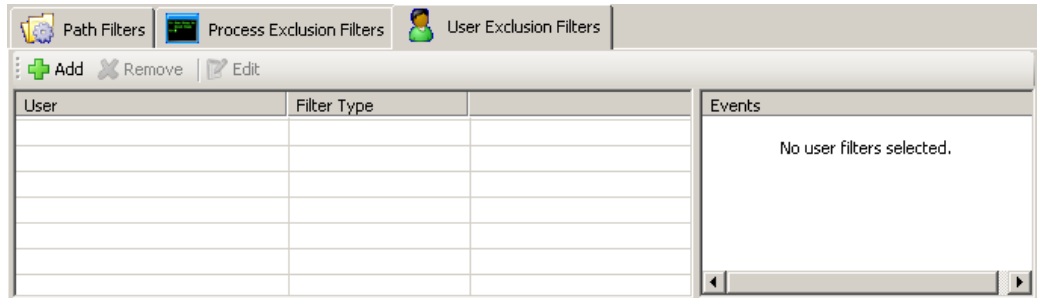 Path Filters Process Exclusion Filters User Exclusion Filters
Add Remove Edit
User Filter Type Events
No user filters selected.